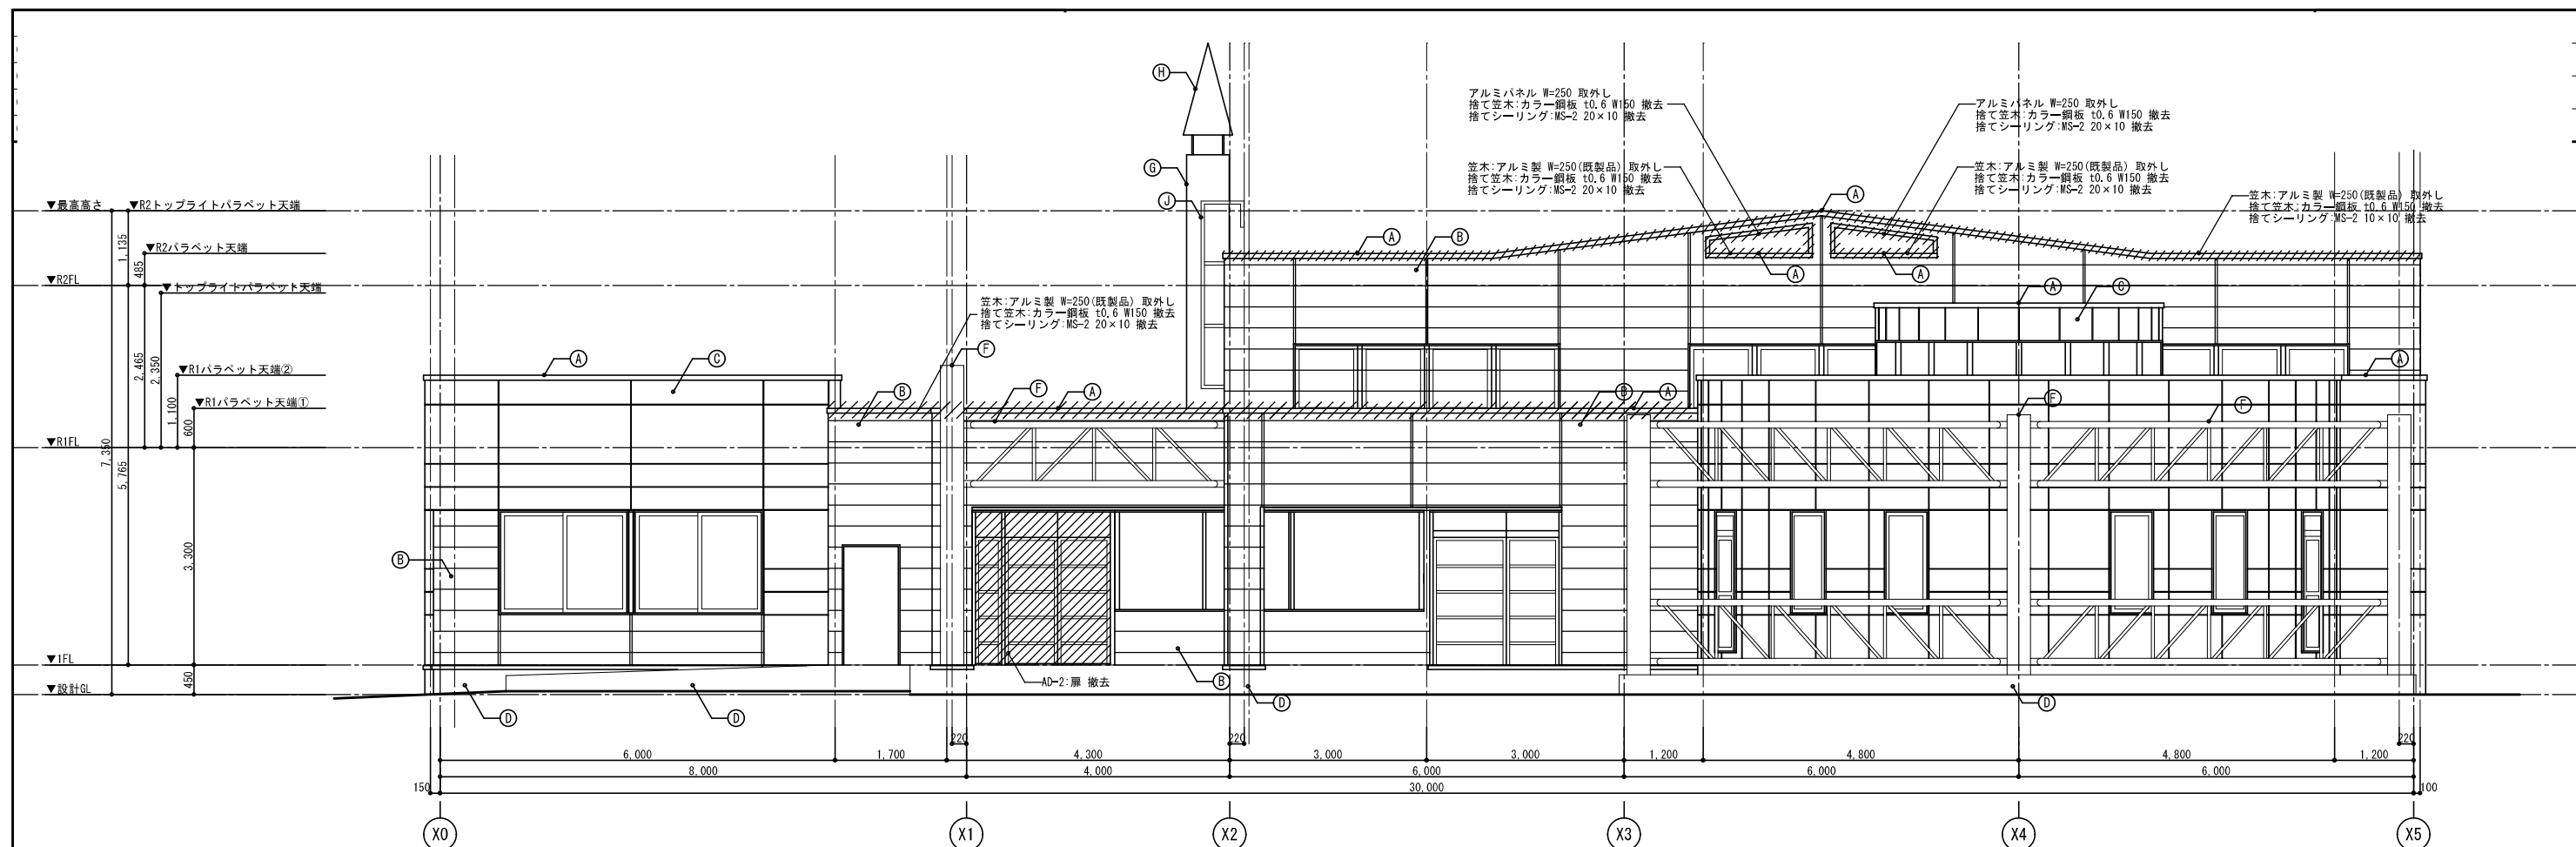 アルミパネル W=250 取外し
捨て笠木:カラー鋼板 t0.6 W150 撤去
捨てシーリング:MS-2 20×10 撤去
アルミパネル W=250 取外し
捨て笠木:カラー鋼板 t0.6 W150 撤去
捨てシーリング:MS-2 20×10 撤去
笠木:アルミ製 W=250(既製品) 取外し
捨て笠木:カラー鋼板 t0.6 W150 撤去
捨てシーリング:MS-2 20×10 撤去
笠木:アルミ製 W=250(既製品) 取外し
捨て笠木:カラー鋼板 t0.6 W150 撤去
捨てシーリング:MS-2 20×10 撤去
笠木:アルミ製 W=250(既製品) 取外し
捨て笠木:カラー鋼板 t0.6 W150 撤去
捨てシーリング:MS-2 10×10 撤去
笠木:アルミ製 W=250(既製品) 取外し
捨て笠木:カラー鋼板 t0.6 W150 撤去
捨てシーリング:MS-2 20×10 撤去
▼最高高さ
▼R2トップライトパラペット天端
▼R2パラペット天端
▼R2FL
▼トップライトパラペット天端
▼R1パラペット天端②
▼R1パラペット天端①
▼R1FL
▼1FL
▼設計GL
1,135
485
2,465
2,350
1,100
600
7,350
5,765
3,300
450
H
G
J
A
B
A
A
A
A
C
A
A
C
B
F
F
A
B
A
F
F
B
B
D
D
D
D
AD-2:扉 撤去
220
220
220
6,000
1,700
4,300
3,000
3,000
1,200
4,800
4,800
1,200
8,000
4,000
6,000
6,000
6,000
150
30,000
100
X0
X1
X2
X3
X4
X5